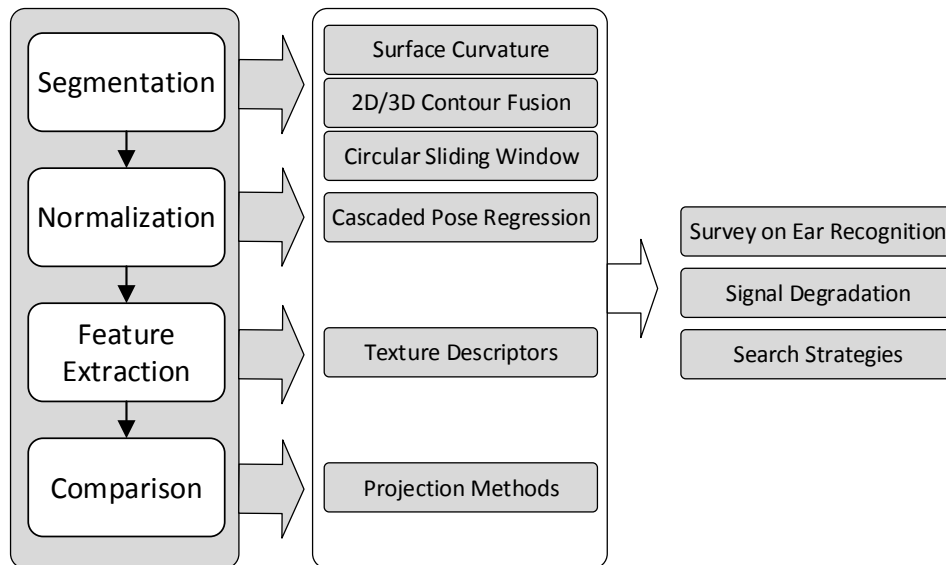 Segmentation
Normalization
Feature
Extraction
Comparison
Surface Curvature
2D/3D Contour Fusion
Circular Sliding Window
Cascaded Pose Regression
Texture Descriptors
Projection Methods
Survey on Ear Recognition
Signal Degradation
Search Strategies